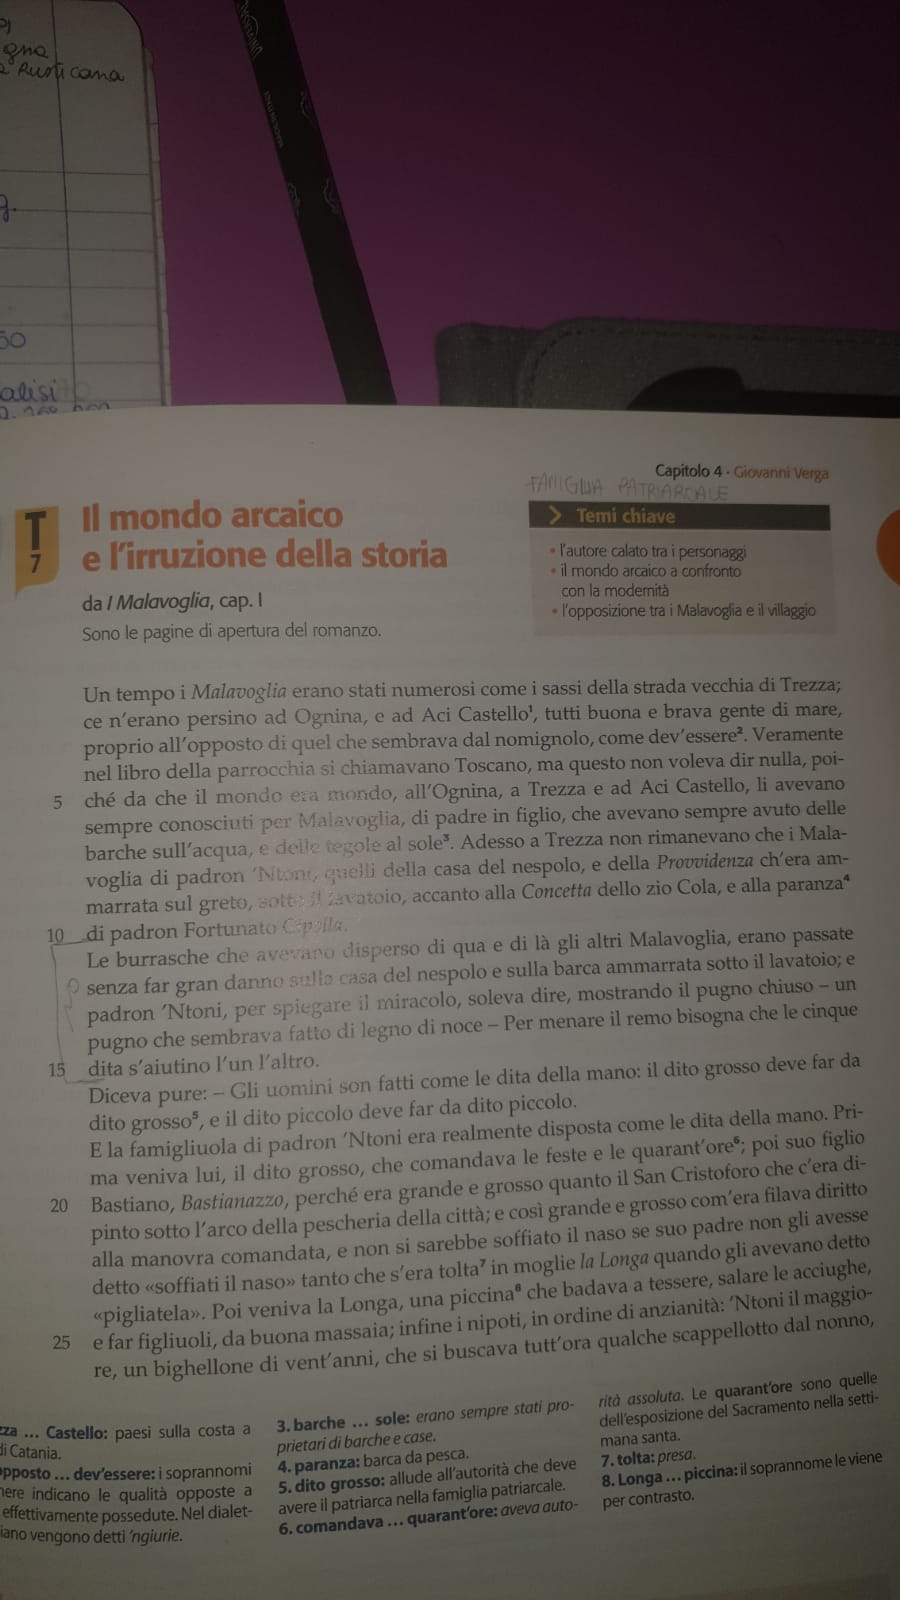 gna
Rusticana
alisi
UNIVERSAL
FAMIGLIA PATRIARCALE
Capitolo 4 · Giovanni Verga
T7
Il mondo arcaico
e l'irruzione della storia
da I Malavoglia, cap. I
Sono le pagine di apertura del romanzo.
> Temi chiave
• l'autore calato tra i personaggi
• il mondo arcaico a confronto
con la modernità
• l'opposizione tra i Malavoglia e il villaggio
Un tempo i Malavoglia erano stati numerosi come i sassi della strada vecchia di Trezza;
ce n'erano persino ad Ognina, e ad Aci Castello¹, tutti buona e brava gente di mare,
proprio all'opposto di quel che sembrava dal nomignolo, come dev'essere². Veramente
nel libro della parrocchia si chiamavano Toscano, ma questo non voleva dir nulla, poi-
5 ché da che il mondo era mondo, all'Ognina, a Trezza e ad Aci Castello, li avevano
sempre conosciuti per Malavoglia, di padre in figlio, che avevano sempre avuto delle
barche sull'acqua, e delle tegole al sole³. Adesso a Trezza non rimanevano che i Mala-
voglia di padron 'Ntoni, quelli della casa del nespolo, e della Provvidenza ch'era am-
marrata sul greto, sotto il lavatoio, accanto alla Concetta dello zio Cola, e alla paranza⁴
10 di padron Fortunato Cipolla.
Le burrasche che avevano disperso di qua e di là gli altri Malavoglia, erano passate
senza far gran danno sulla casa del nespolo e sulla barca ammarrata sotto il lavatoio; e
padron 'Ntoni, per spiegare il miracolo, soleva dire, mostrando il pugno chiuso – un
pugno che sembrava fatto di legno di noce – Per menare il remo bisogna che le cinque
15 dita s'aiutino l'un l'altro.
Diceva pure: – Gli uomini son fatti come le dita della mano: il dito grosso deve far da
dito grosso⁵, e il dito piccolo deve far da dito piccolo.
E la famigliuola di padron 'Ntoni era realmente disposta come le dita della mano. Pri-
ma veniva lui, il dito grosso, che comandava le feste e le quarant'ore⁶; poi suo figlio
20 Bastiano, Bastianazzo, perché era grande e grosso quanto il San Cristoforo che c'era di-
pinto sotto l'arco della pescheria della città; e così grande e grosso com'era filava diritto
alla manovra comandata, e non si sarebbe soffiato il naso se suo padre non gli avesse
detto «soffiati il naso» tanto che s'era tolta⁷ in moglie la Longa quando gli avevano detto
«pigliatela». Poi veniva la Longa, una piccina⁸ che badava a tessere, salare le acciughe,
25 e far figliuoli, da buona massaia; infine i nipoti, in ordine di anzianità: 'Ntoni il maggio-
re, un bighellone di vent'anni, che si buscava tutt'ora qualche scappellotto dal nonno,
zza ... Castello: paesi sulla costa a
di Catania.
opposto ... dev'essere: i soprannomi
nere indicano le qualità opposte a
effettivamente possedute. Nel dialet-
iano vengono detti 'ngiurie.
3. barche ... sole: erano sempre stati pro-
prietari di barche e case.
4. paranza: barca da pesca.
5. dito grosso: allude all'autorità che deve
avere il patriarca nella famiglia patriarcale.
6. comandava ... quarant'ore: aveva auto-
rità assoluta. Le quarant'ore sono quelle
dell'esposizione del Sacramento nella setti-
mana santa.
7. tolta: presa.
8. Longa ... piccina: il soprannome le viene
per contrasto.